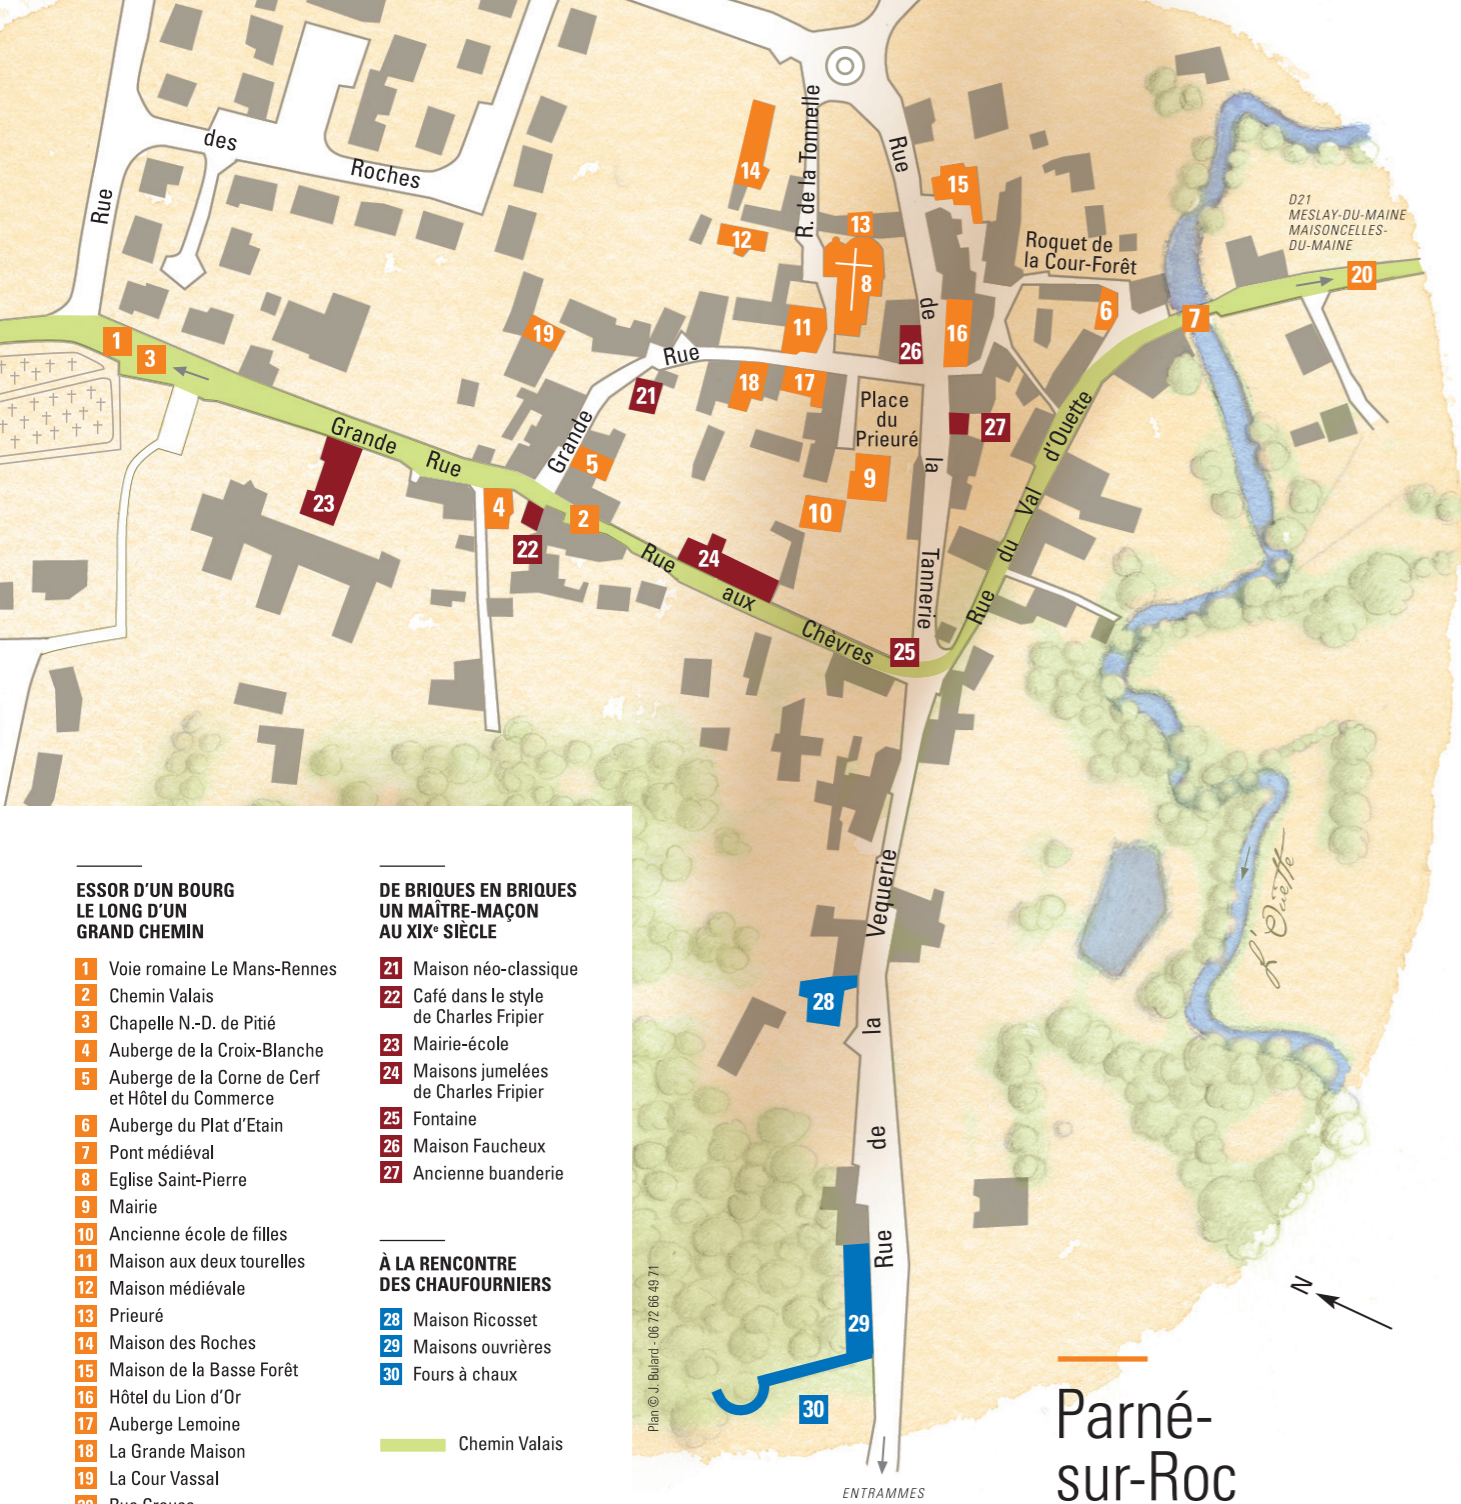 Rue
des
Roches
R. de la Tonnelle
Rue
de
la
Tannerie
D21
MESLAY-DU-MAINE
MAISONCELLES-
DU-MAINE
Roquet de
la Cour-Forêt
14
15
13
12
8
20
7
6
19
11
16
26
1
3
Rue
18
17
21
Place
du
Prieuré
27
Grande
Rue
Grande
5
9
10
23
4
2
22
24
Rue
aux
Chèvres
25
Rue
du
Val
d'Ouette
L'Ouette
Rue
de
la
Vequerie
28
29
30
ENTRAMMES
N
Plan © J. Bulard - 06 72 66 49 71
ESSOR D'UN BOURG
LE LONG D'UN
GRAND CHEMIN
1 Voie romaine Le Mans-Rennes
2 Chemin Valais
3 Chapelle N.-D. de Pitié
4 Auberge de la Croix-Blanche
5 Auberge de la Corne de Cerf
et Hôtel du Commerce
6 Auberge du Plat d'Etain
7 Pont médiéval
8 Eglise Saint-Pierre
9 Mairie
10 Ancienne école de filles
11 Maison aux deux tourelles
12 Maison médiévale
13 Prieuré
14 Maison des Roches
15 Maison de la Basse Forêt
16 Hôtel du Lion d'Or
17 Auberge Lemoine
18 La Grande Maison
19 La Cour Vassal
DE BRIQUES EN BRIQUES
UN MAÎTRE-MAÇON
AU XIXe SIÈCLE
21 Maison néo-classique
22 Café dans le style
de Charles Fripier
23 Mairie-école
24 Maisons jumelées
de Charles Fripier
25 Fontaine
26 Maison Faucheux
27 Ancienne buanderie
À LA RENCONTRE
DES CHAUFOURNIERS
28 Maison Ricosset
29 Maisons ouvrières
30 Fours à chaux
Chemin Valais
Parné-
sur-Roc